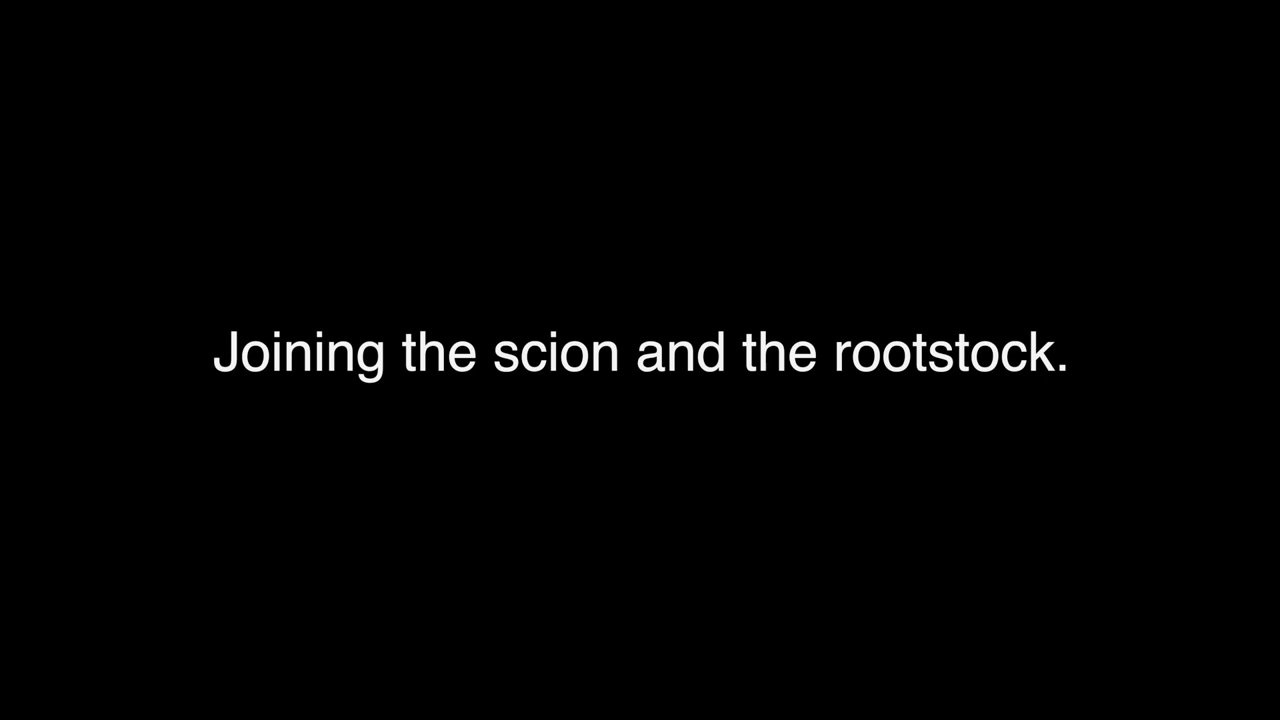 Joining the scion and the rootstock.